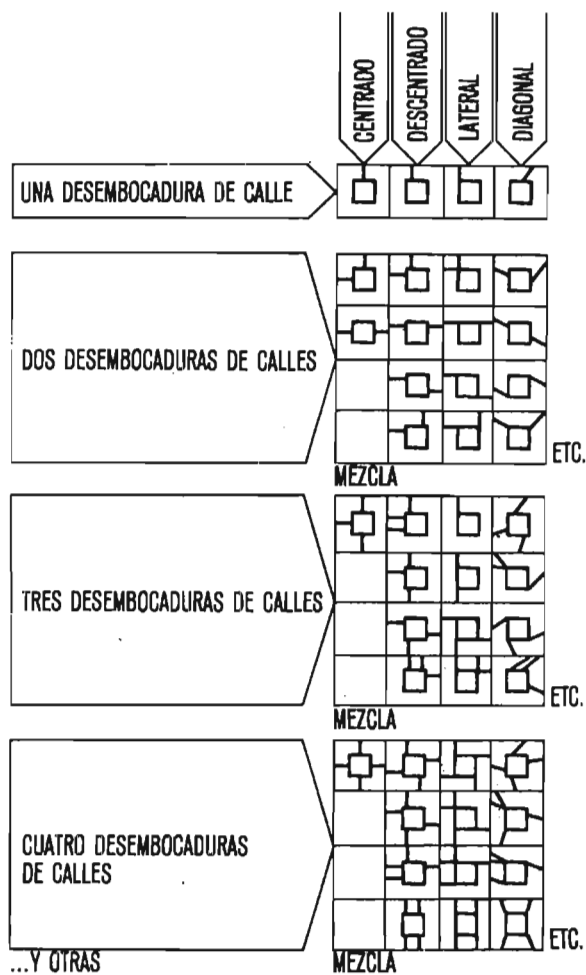 CENTRADO
DESCENTRADO
LATERAL
DIAGONAL
UNA DESEMBOCADURA DE CALLE
DOS DESEMBOCADURAS DE CALLES
ETC.
MEZCLA
TRES DESEMBOCADURAS DE CALLES
ETC.
MEZCLA
CUATRO DESEMBOCADURAS
DE CALLES
ETC.
...Y OTRAS
MEZCLA